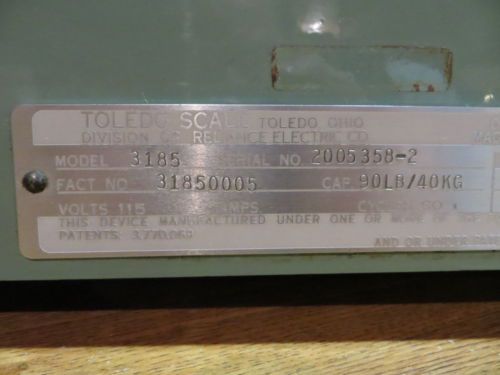 TOLEDO SCALE TOLEDO OHIO
DIVISION OF RELIANCE ELECTRIC CO.
MODEL 3185 SERIAL NO. 2005358-2
FACT NO 31850005 CAP. 90LB/40KG
VOLTS 115 AMPS
THIS DEVICE MANUFACTURED UNDER ONE OR MORE OF
PATENTS 3,770,069
AND OR UNDER